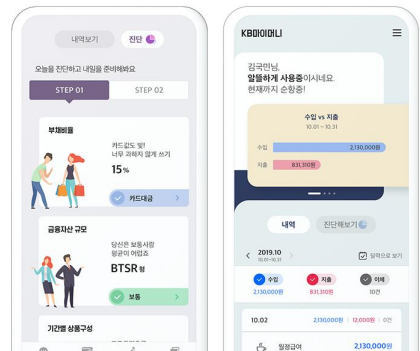 내역보기
진단
오늘을 진단하고 내일을 준비해봐요
STEP 01
STEP 02
부채비율
카드값도 빚!
너무 과하지 않게 쓰기
15%
카드대금
금융자산 규모
당신은 보통사람
평균이 어렵죠
BTSR형
보통
기간별 상품구성
KB마이머니
김국민님,
알뜰하게 사용중이시네요
현재까지 순항중!
수입 vs 지출
10.01 - 10.31
수입
2,130,000원
지출
831,310원
내역
진단해보기
2019.10
10.01~10.31
달력으로 보기
수입
지출
이체
2,130,000원
831,310원
10건
10.02
2,130,000원
12,000원
0건
월정급여
2,130,000원